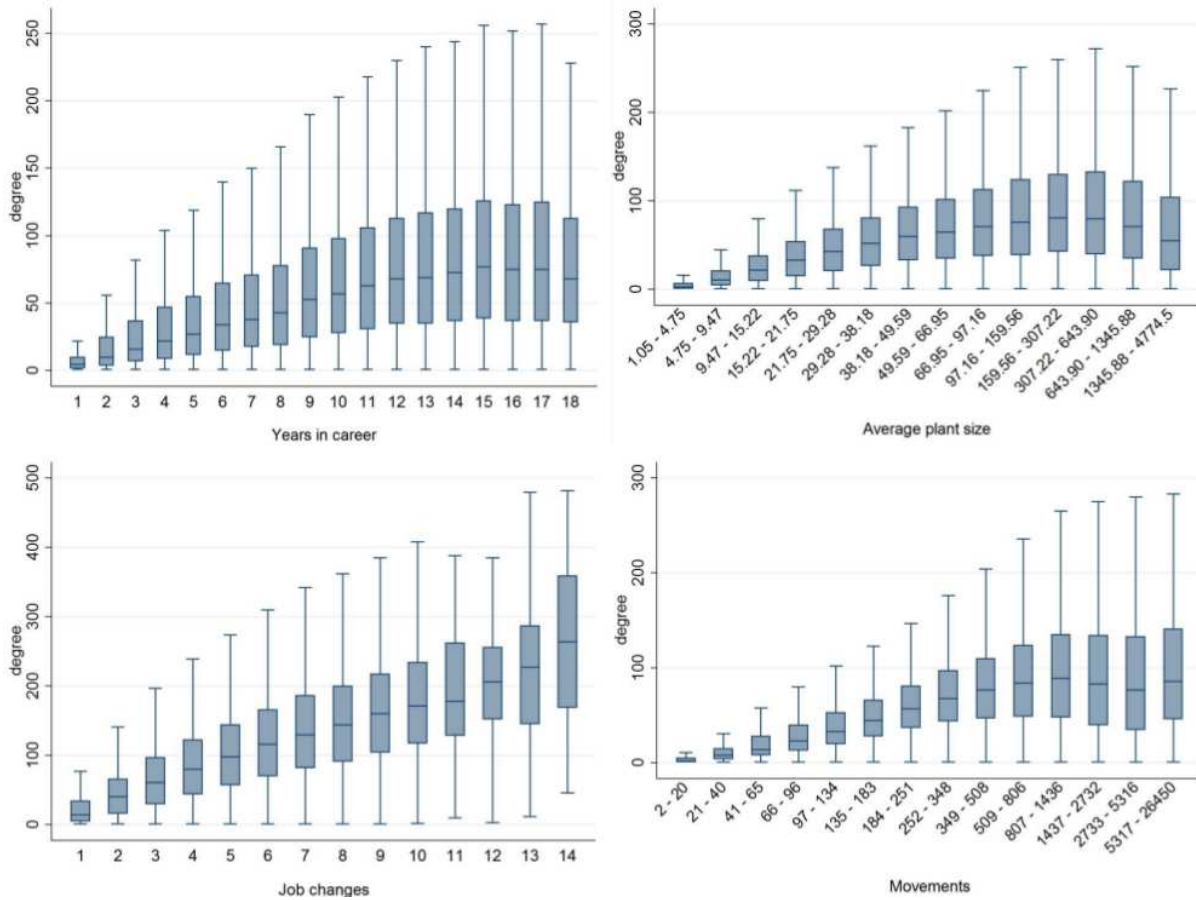 250
200
150
100
50
0
degree
1 2 3 4 5 6 7 8 9 10 11 12 13 14 15 16 17 18
Years in career
300
200
100
0
degree
1.05 - 4.75
4.75 - 9.47
9.47 - 15.22
15.22 - 21.75
21.75 - 29.28
29.28 - 38.18
38.18 - 49.59
49.59 - 66.95
66.95 - 97.16
97.16 - 159.56
159.56 - 307.22
307.22 - 643.90
643.90 - 1345.88
1345.88 - 4774.5
Average plant size
500
400
300
200
100
0
degree
1 2 3 4 5 6 7 8 9 10 11 12 13 14
Job changes
300
200
100
0
degree
2 - 20
21 - 40
41 - 65
66 - 96
97 - 134
135 - 183
184 - 251
252 - 348
349 - 508
509 - 806
807 - 1436
1437 - 2732
2733 - 5316
5317 - 26450
Movements